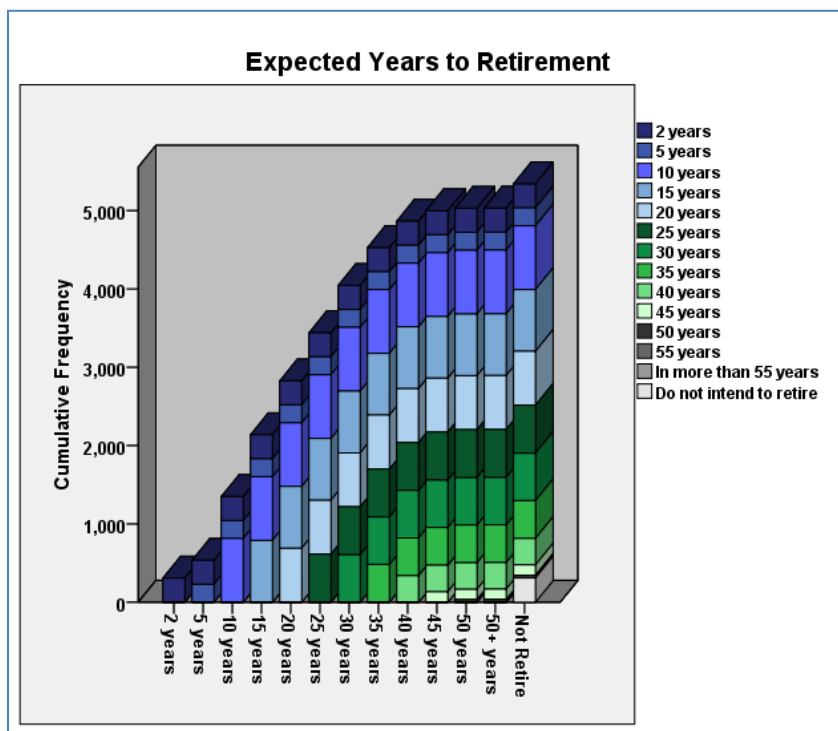 Expected Years to Retirement
Cumulative Frequency
5,000
4,000
3,000
2,000
1,000
0
2 years
5 years
10 years
15 years
20 years
25 years
30 years
35 years
40 years
45 years
50 years
50+ years
Not Retire
2 years
5 years
10 years
15 years
20 years
25 years
30 years
35 years
40 years
45 years
50 years
55 years
In more than 55 years
Do not intend to retire